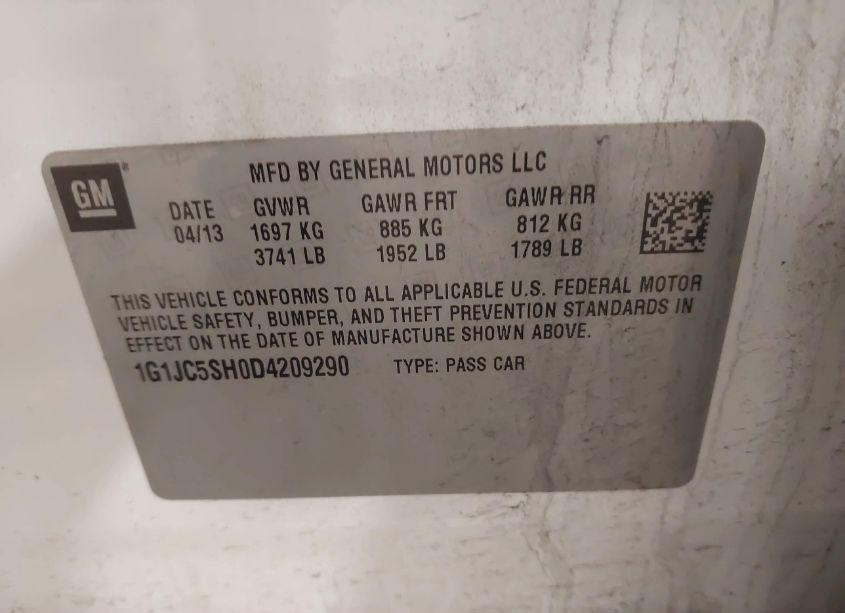 GM®
MFD BY GENERAL MOTORS LLC
DATE GVWR GAWR FRT GAWR RR
04/13 1697 KG 885 KG 812 KG
3741 LB 1952 LB 1789 LB
THIS VEHICLE CONFORMS TO ALL APPLICABLE U.S. FEDERAL MOTOR
VEHICLE SAFETY, BUMPER, AND THEFT PREVENTION STANDARDS IN
EFFECT ON THE DATE OF MANUFACTURE SHOWN ABOVE.
1G1JC5SH0D4209290 TYPE: PASS CAR